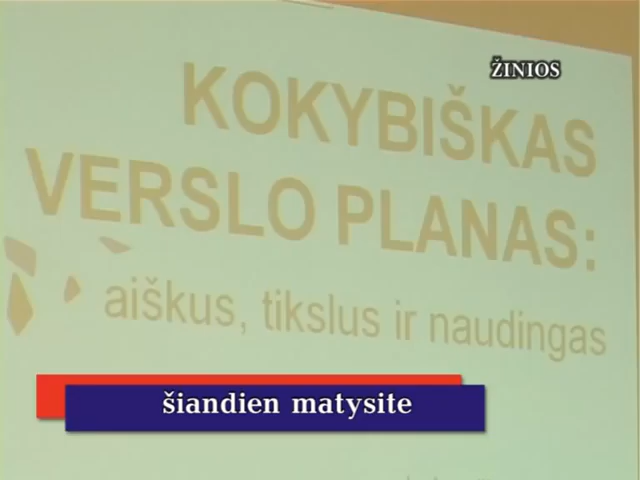 ŽINIOS
KOKYBIŠKAS
VERSLO PLANAS:
aiškus, tikslus ir naudingas
šiandien matysite